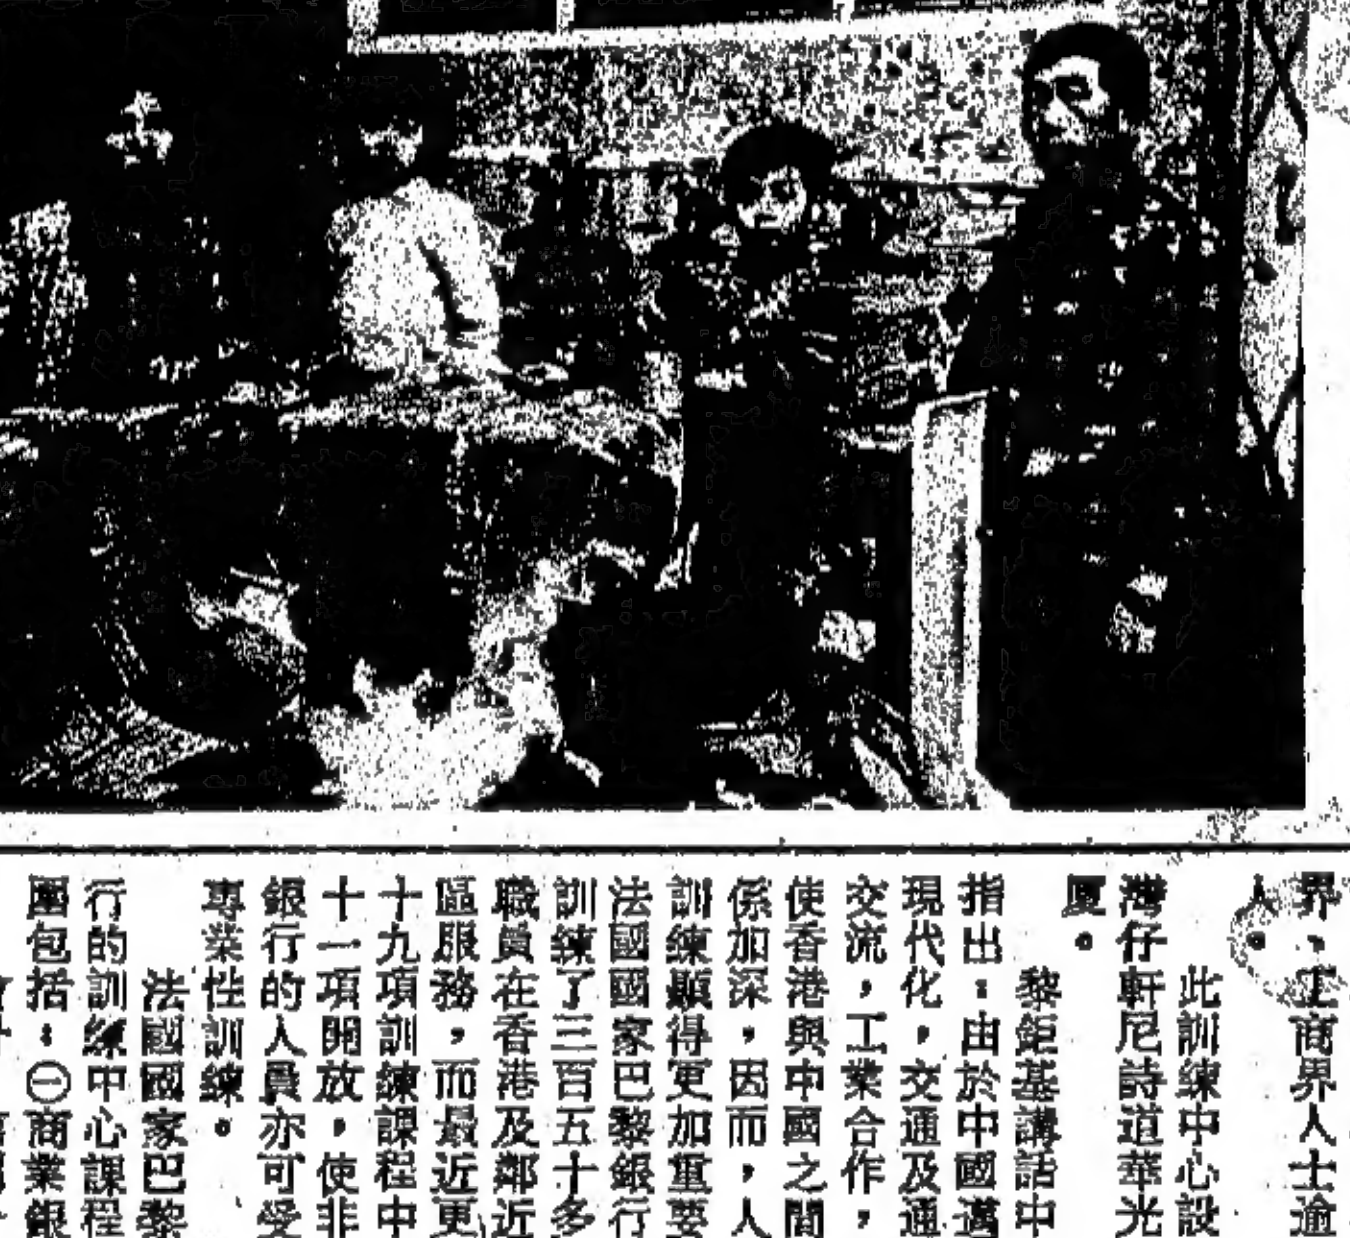 界，工商界人士逾
人。
此訓練中心設
灣仔軒尼詩道華光
廈。
黎鉅基講話中
指出：由於中國邁
現代化，交通及通
交流，工業合作，
使香港與中國之間
係加深，因而，人
訓練顯得更加重要
法國國家巴黎銀行
訓練了三百五十多
職員在香港及鄰近
區服務，而最近更
十九項訓練課程中
十一項開放，使非
銀行的人員亦可受
專業性訓練。
法國國家巴黎
行的訓練中心課程
圍包括：㊀商業銀